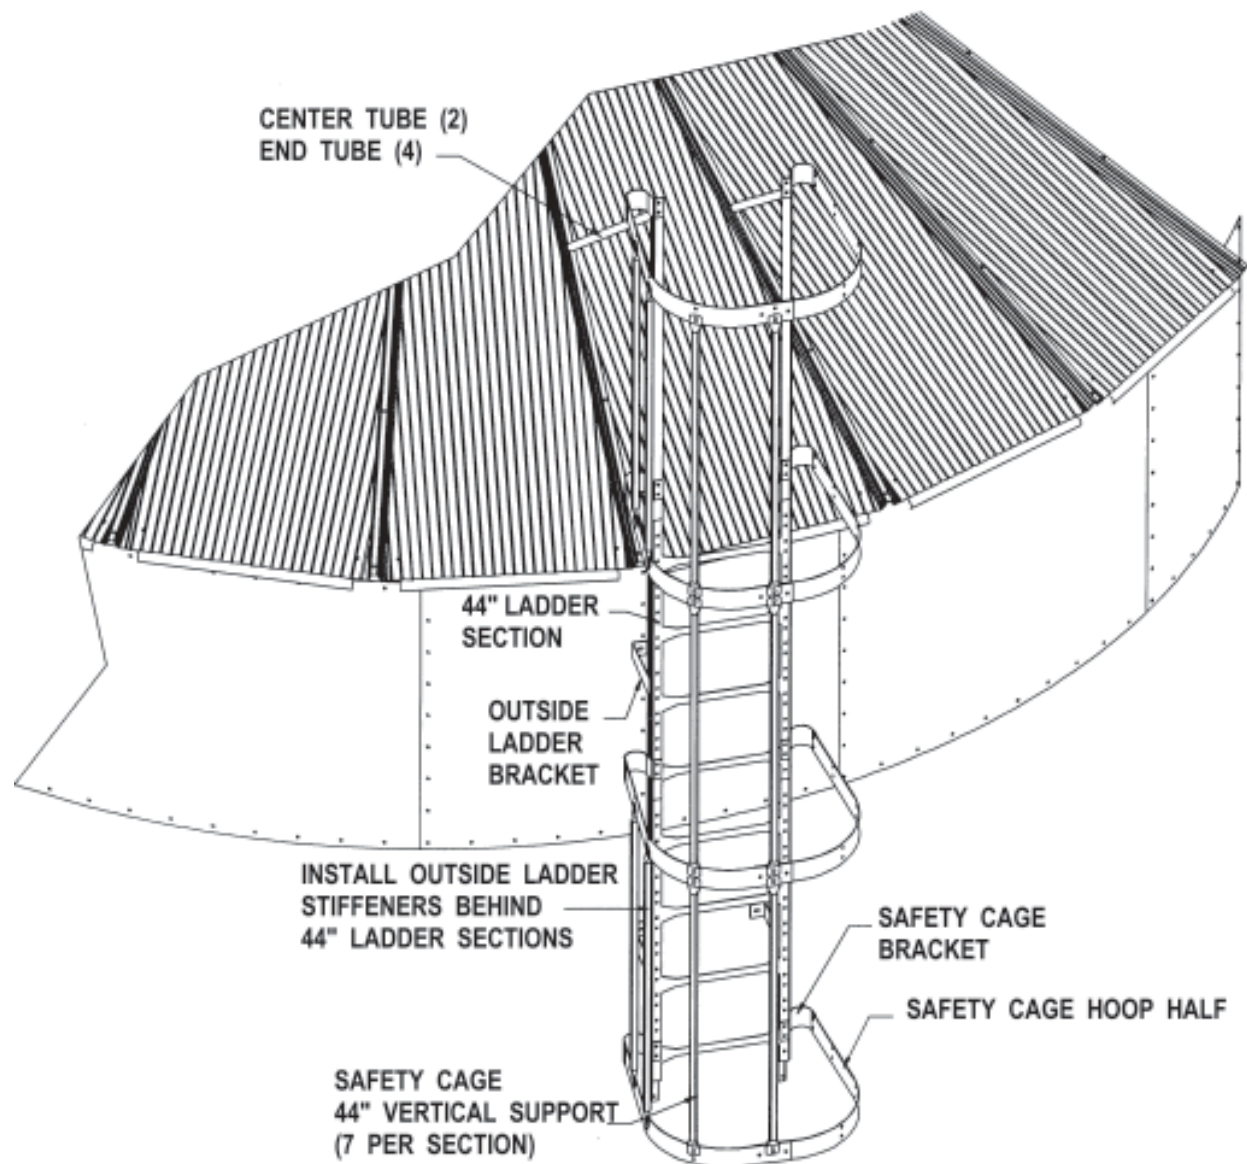 CENTER TUBE (2)
END TUBE (4)
44" LADDER
SECTION
OUTSIDE
LADDER
BRACKET
INSTALL OUTSIDE LADDER
STIFFENERS BEHIND
44" LADDER SECTIONS
SAFETY CAGE
BRACKET
SAFETY CAGE HOOP HALF
SAFETY CAGE
44" VERTICAL SUPPORT
(7 PER SECTION)